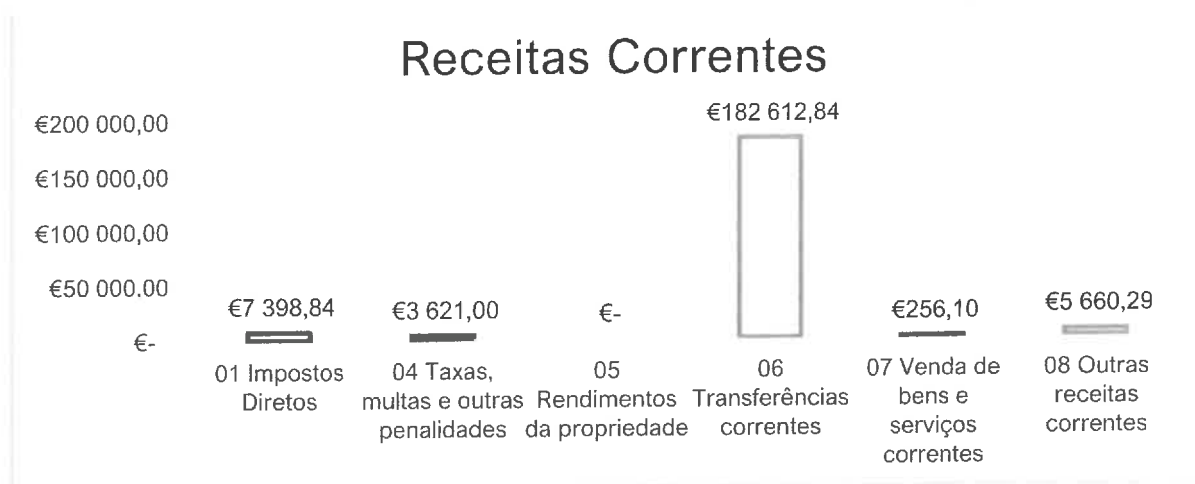 Receitas Correntes
€200 000,00
€150 000,00
€100 000,00
€50 000.00
€-
€7 398,84
€3 621,00
€-
€182 612,84
€256,10
€5 660,29
01 Impostos
Diretos
04 Taxas,
multas e outras
penalidades
05
Rendimentos
da propriedade
06
Transferências
correntes
07 Venda de
bens e
serviços
correntes
08 Outras
receitas
correntes